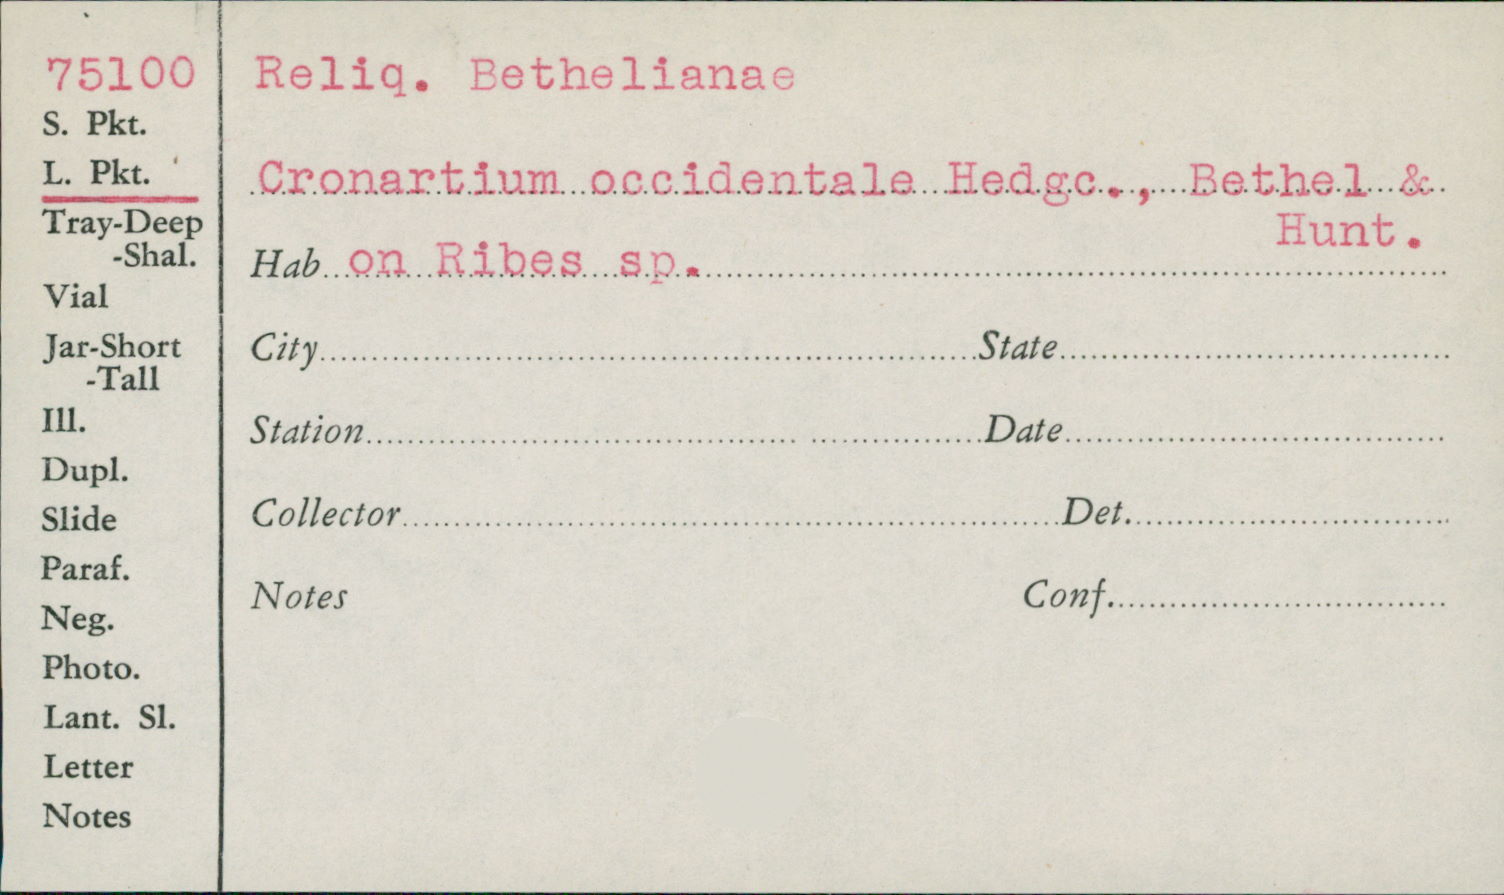 75100
S. Pkt.
L. Pkt.
Tray-Deep
-Shal.
Vial
Jar-Short
-Tall
Ill.
Dupl.
Slide
Paraf.
Neg.
Photo.
Lant. Sl.
Letter
Notes
Reliq. Bethelianae
Cronartium occidentale Hedgc., Bethel &
Hunt.
Hab on Ribes sp.
City State
Station Date
Collector Det.
Notes Conf.